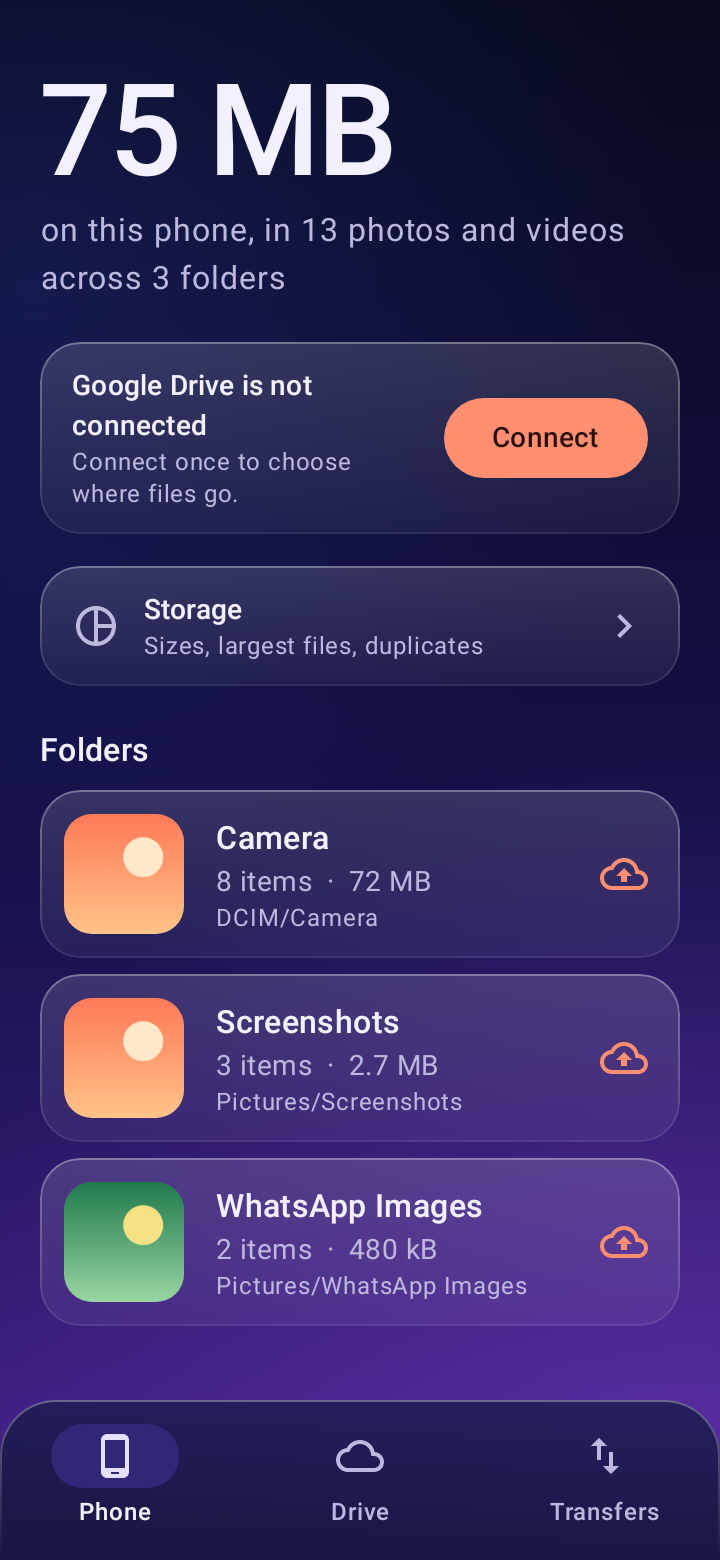 75 MB
on this phone, in 13 photos and videos
across 3 folders
Google Drive is not
connected
Connect once to choose
where files go.
Connect
Storage
Sizes, largest files, duplicates
Folders
Camera
8 items · 72 MB
DCIM/Camera
Screenshots
3 items · 2.7 MB
Pictures/Screenshots
WhatsApp Images
2 items · 480 kB
Pictures/WhatsApp Images
Phone
Drive
Transfers